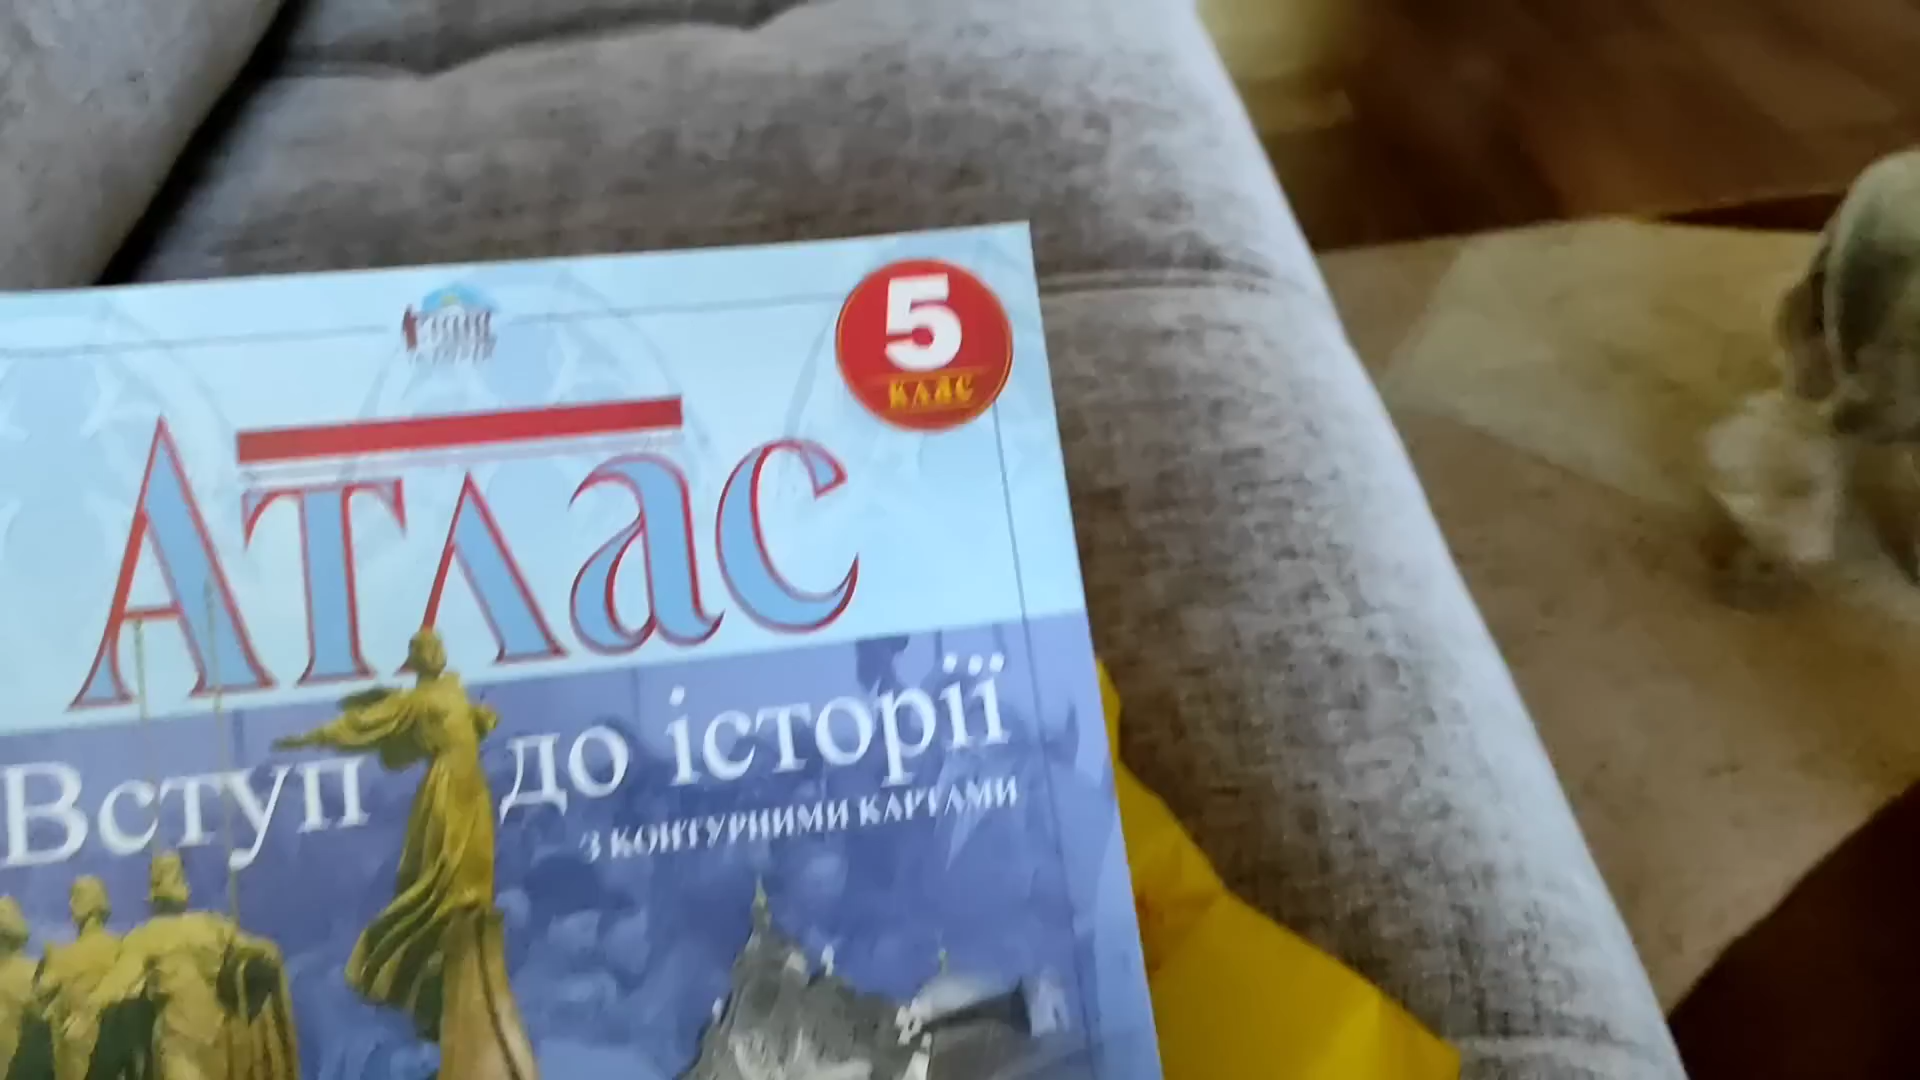 5
КЛАС
Атлас
Вступ до історії
З КОНТУРНИМИ КАРТАМИ